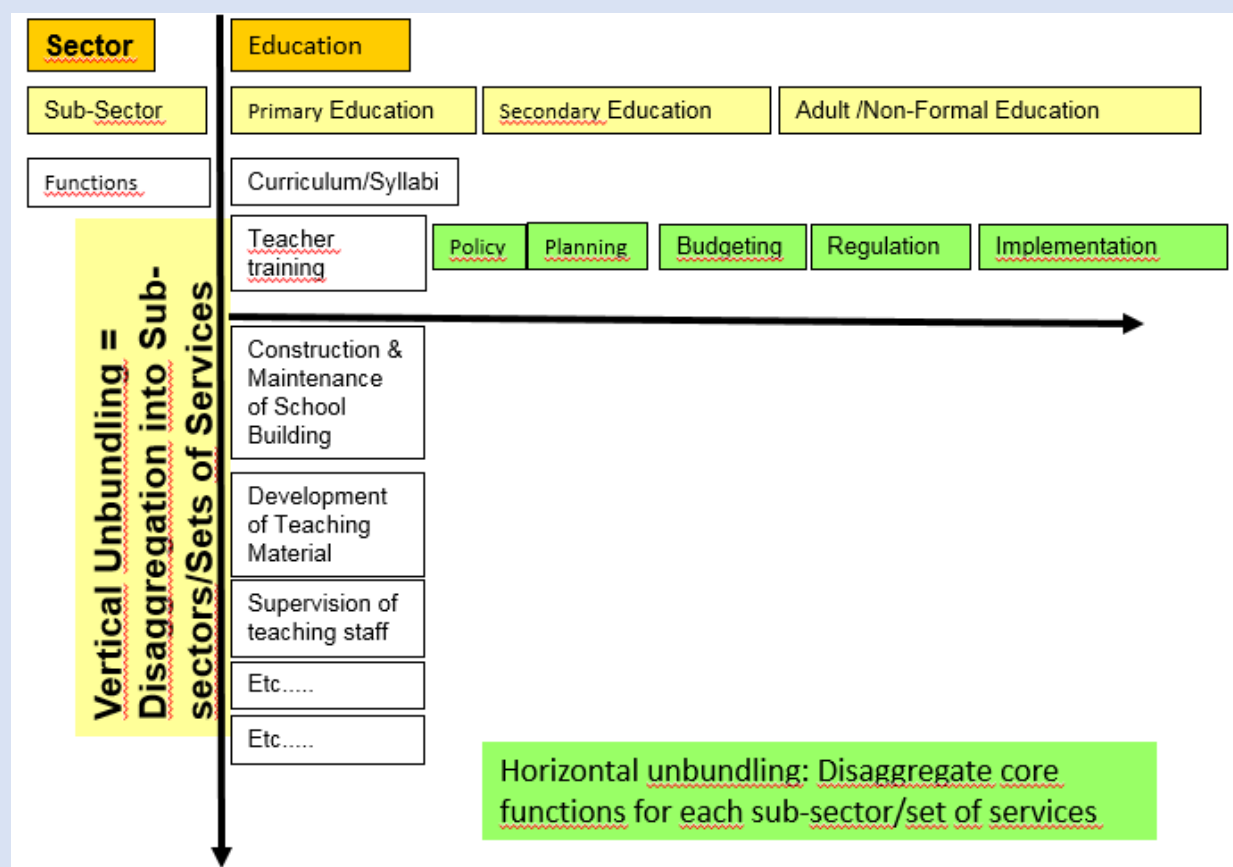 Sector
Education
Sub-Sector
Primary Education
Secondary Education
Adult /Non-Formal Education
Functions
Curriculum/Syllabi
Teacher
training
Policy
Planning
Budgeting
Regulation
Implementation
Vertical Unbundling =
Disaggregation into Sub-
sectors/Sets of Services
Construction &
Maintenance
of School
Building
Development
of Teaching
Material
Supervision of
teaching staff
Etc.....
Etc.....
Horizontal unbundling: Disaggregate core
functions for each sub-sector/set of services